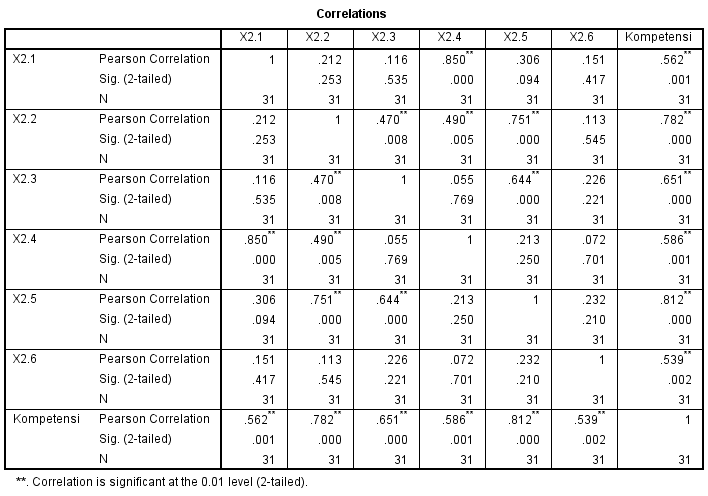 Correlations
X2.1 X2.2 X2.3 X2.4 X2.5 X2.6 Kompetensi
X2.1 Pearson Correlation 1 .212 .116 .850** .306 .151 .562**
Sig. (2-tailed) .253 .535 .000 .094 .417 .001
N 31 31 31 31 31 31 31
X2.2 Pearson Correlation .212 1 .470** .490** .751** .113 .782**
Sig. (2-tailed) .253 .008 .005 .000 .545 .000
N 31 31 31 31 31 31 31
X2.3 Pearson Correlation .116 .470** 1 .055 .644** .226 .651**
Sig. (2-tailed) .535 .008 .769 .000 .221 .000
N 31 31 31 31 31 31 31
X2.4 Pearson Correlation .850** .490** .055 1 .213 .072 .586**
Sig. (2-tailed) .000 .005 .769 .250 .701 .001
N 31 31 31 31 31 31 31
X2.5 Pearson Correlation .306 .751** .644** .213 1 .232 .812**
Sig. (2-tailed) .094 .000 .000 .250 .210 .000
N 31 31 31 31 31 31 31
X2.6 Pearson Correlation .151 .113 .226 .072 .232 1 .539**
Sig. (2-tailed) .417 .545 .221 .701 .210 .002
N 31 31 31 31 31 31 31
Kompetensi Pearson Correlation .562** .782** .651** .586** .812** .539** 1
Sig. (2-tailed) .001 .000 .000 .001 .000 .002
N 31 31 31 31 31 31 31
**. Correlation is significant at the 0.01 level (2-tailed).